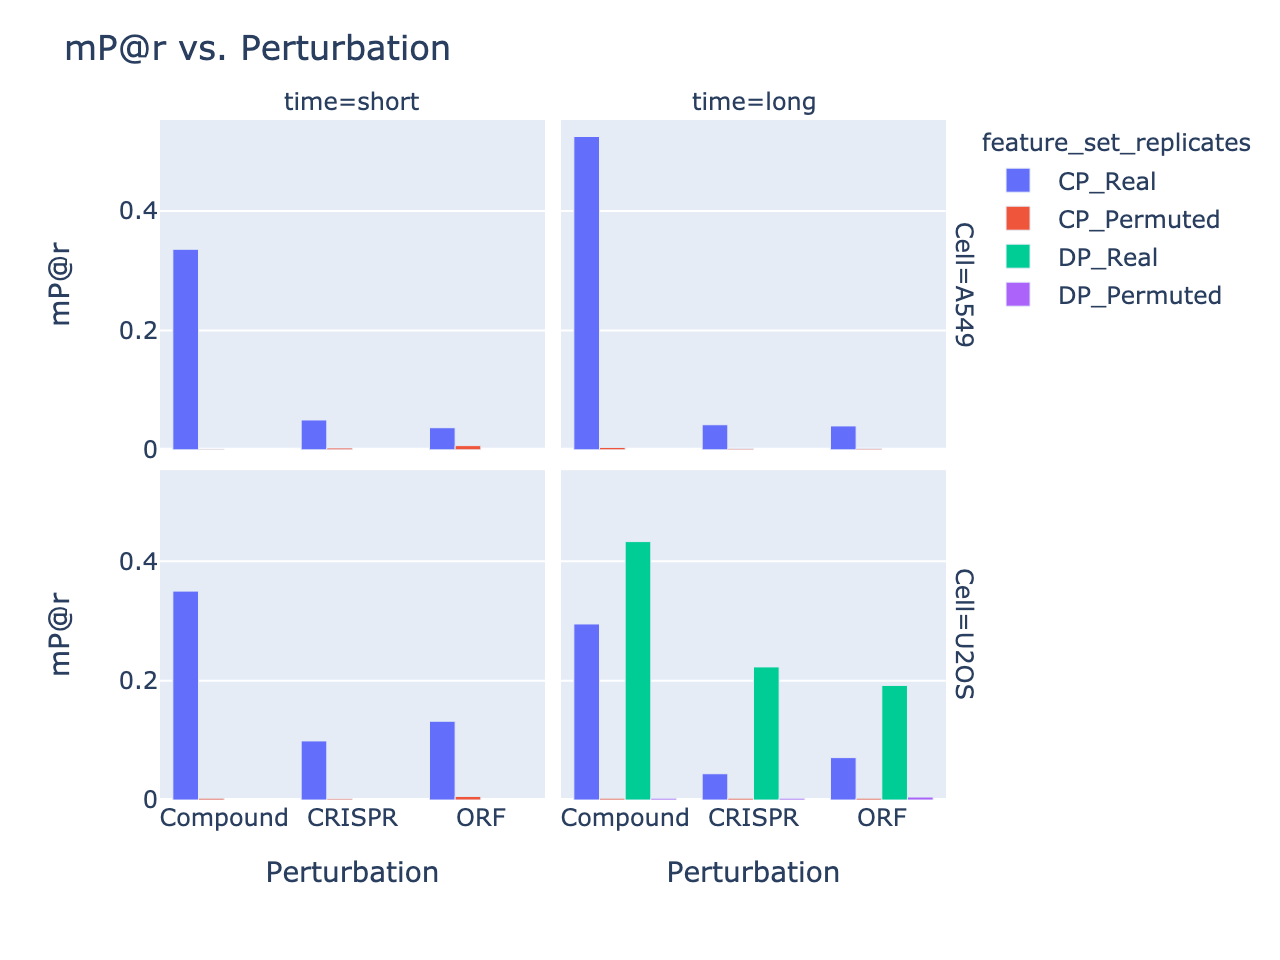 mP@r vs. Perturbation
time=short
time=long
feature_set_replicates
CP_Real
CP_Permuted
DP_Real
DP_Permuted
mP@r
0.4
0.2
0
Cell=A549
mP@r
0.4
0.2
0
Cell=U2OS
Compound CRISPR ORF
Compound CRISPR ORF
Perturbation
Perturbation